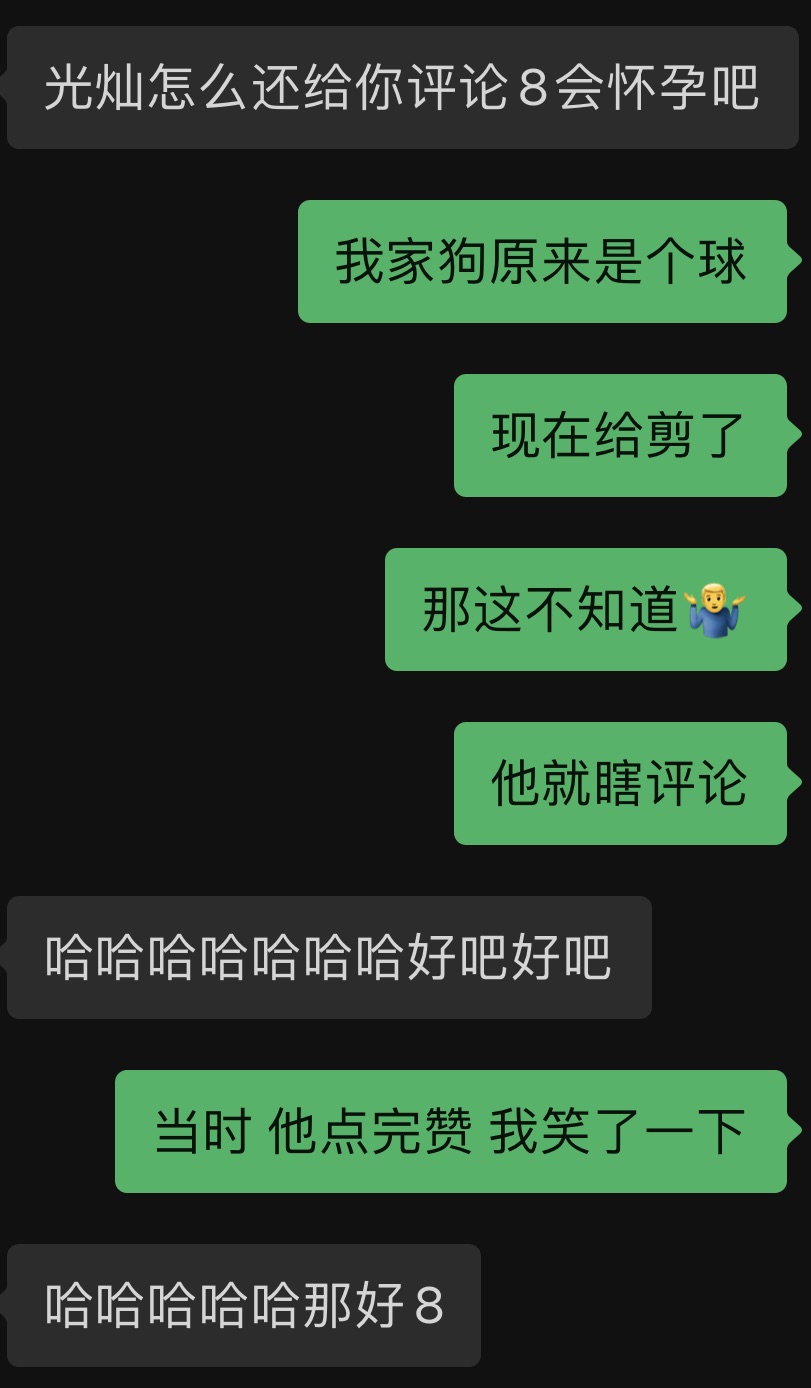 光灿怎么还给你评论8会怀孕吧
我家狗原来是个球
现在给剪了
那这不知道🤷‍♂️
他就瞎评论
哈哈哈哈哈哈哈好吧好吧
当时 他点完赞 我笑了一下
哈哈哈哈哈那好8